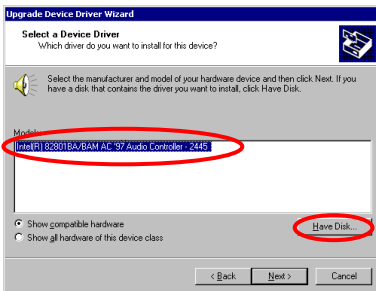 Upgrade Device Driver Wizard
Select a Device Driver
Which driver do you want to install for this device?
Select the manufacturer and model of your hardware device and then click Next. If you
have a disk that contains the driver you want to install, click Have Disk.
Models:
Intel(R) 82801BA/BAM AC '97 Audio Controller - 2445
Show compatible hardware
Show all hardware of this device class
Have Disk...
< Back
Next >
Cancel